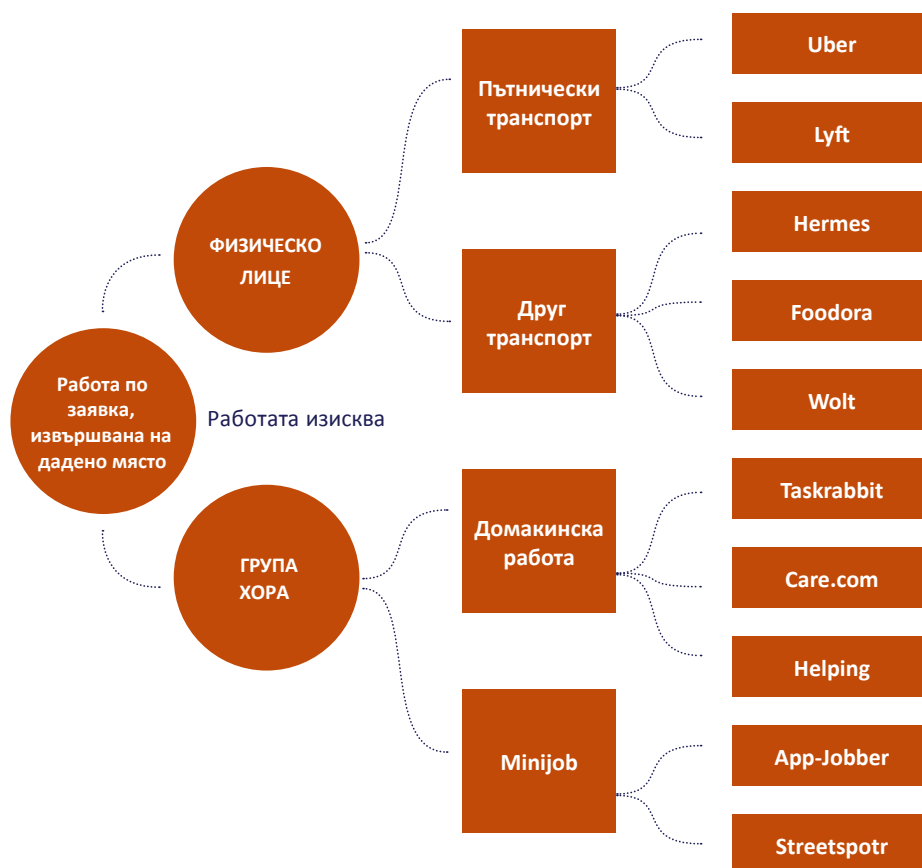 Работа по
заявка,
извършвана на
дадено място
Работата изисква
ФИЗИЧЕСКО
ЛИЦЕ
ГРУПА
ХОРА
Пътнически
транспорт
Друг
транспорт
Домакинска
работа
Minijob
Uber
Lyft
Hermes
Foodora
Wolt
Taskrabbit
Care.com
Helping
App-Jobber
Streetspotr